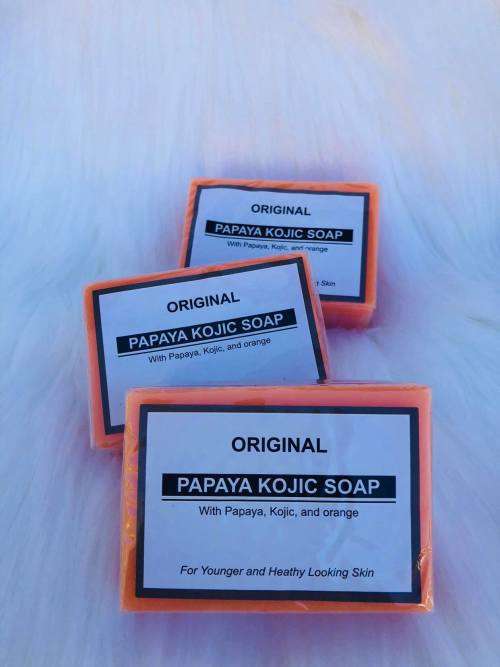 ORIGINAL
PAPAYA KOJIC SOAP
With Papaya, Kojic, and orange
Skin
ORIGINAL
PAPAYA KOJIC SOAP
With Papaya, Kojic, and orange
ORIGINAL
PAPAYA KOJIC SOAP
With Papaya, Kojic, and orange
For Younger and Heathy Looking Skin